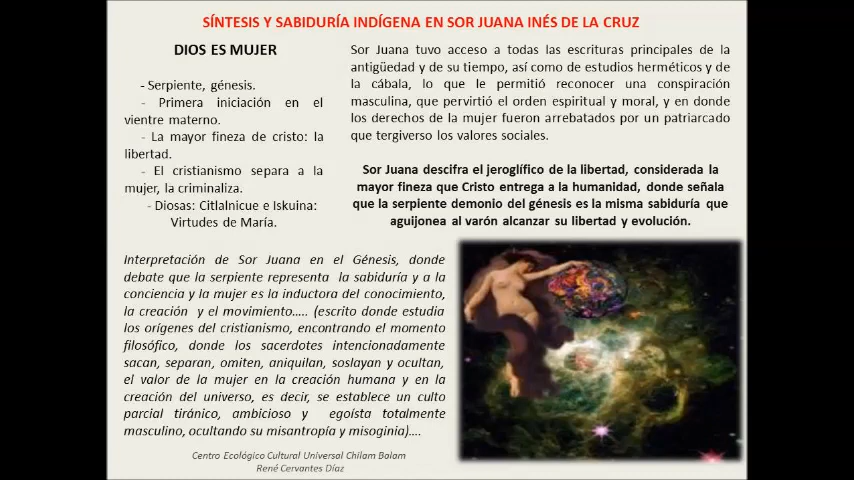 SÍNTESIS Y SABIDURÍA INDÍGENA EN SOR JUANA INÉS DE LA CRUZ
DIOS ES MUJER
- Serpiente, génesis.
- Primera iniciación en el
vientre materno.
- La mayor fineza de cristo: la
libertad.
- El cristianismo separa a la
mujer, la criminaliza.
- Diosas: Citlalnicue e Iskuina:
Virtudes de María.
Sor Juana tuvo acceso a todas las escrituras principales de la
antigüedad y de su tiempo, así como de estudios herméticos y de
la cábala, lo que le permitió reconocer una conspiración
masculina, que pervirtió el orden espiritual y moral, y en donde
los derechos de la mujer fueron arrebatados por un patriarcado
que tergiverso los valores sociales.
Sor Juana descifra el jeroglífico de la libertad, considerada la
mayor fineza que Cristo entrega a la humanidad, donde señala
que la serpiente demonio del génesis es la misma sabiduría que
aguijonea al varón alcanzar su libertad y evolución.
Interpretación de Sor Juana en el Génesis, donde
debate que la serpiente representa la sabiduría y a la
conciencia y la mujer es la inductora del conocimiento,
la creación y el movimiento..... (escrito donde estudia
los orígenes del cristianismo, encontrando el momento
filosófico, donde los sacerdotes intencionadamente
sacan, separan, omiten, aniquilan, soslayan y ocultan,
el valor de la mujer en la creación humana y en la
creación del universo, es decir, se establece un culto
parcial tiránico, ambicioso y egoísta totalmente
masculino, ocultando su misantropía y misoginia)....
Centro Ecológico Cultural Universal Chilam Balam
René Cervantes Díaz